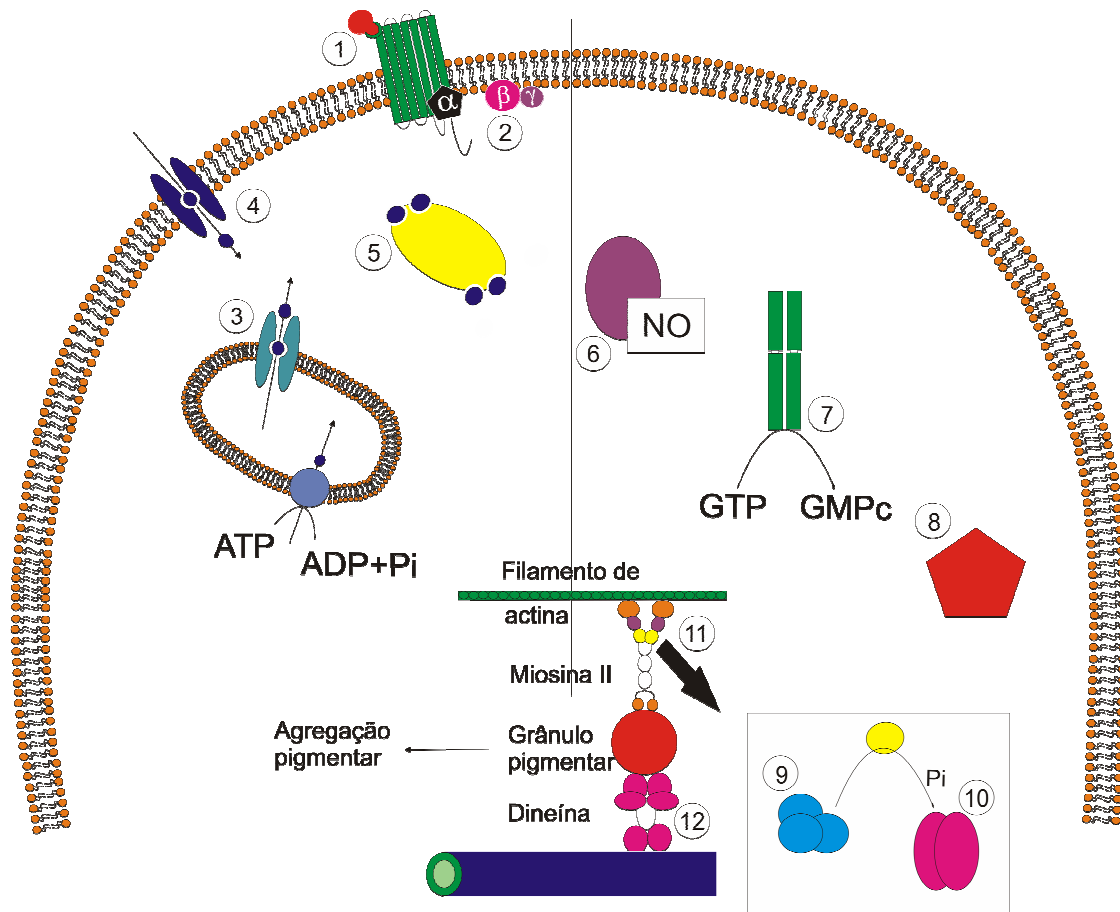 1
α
β
γ
2
4
5
3
6
NO
7
GTP
GMPc
ATP
ADP+Pi
8
Filamento de
actina
11
Miosina II
Agregação
pigmentar
Grânulo
pigmentar
Dineína
12
9
Pi
10